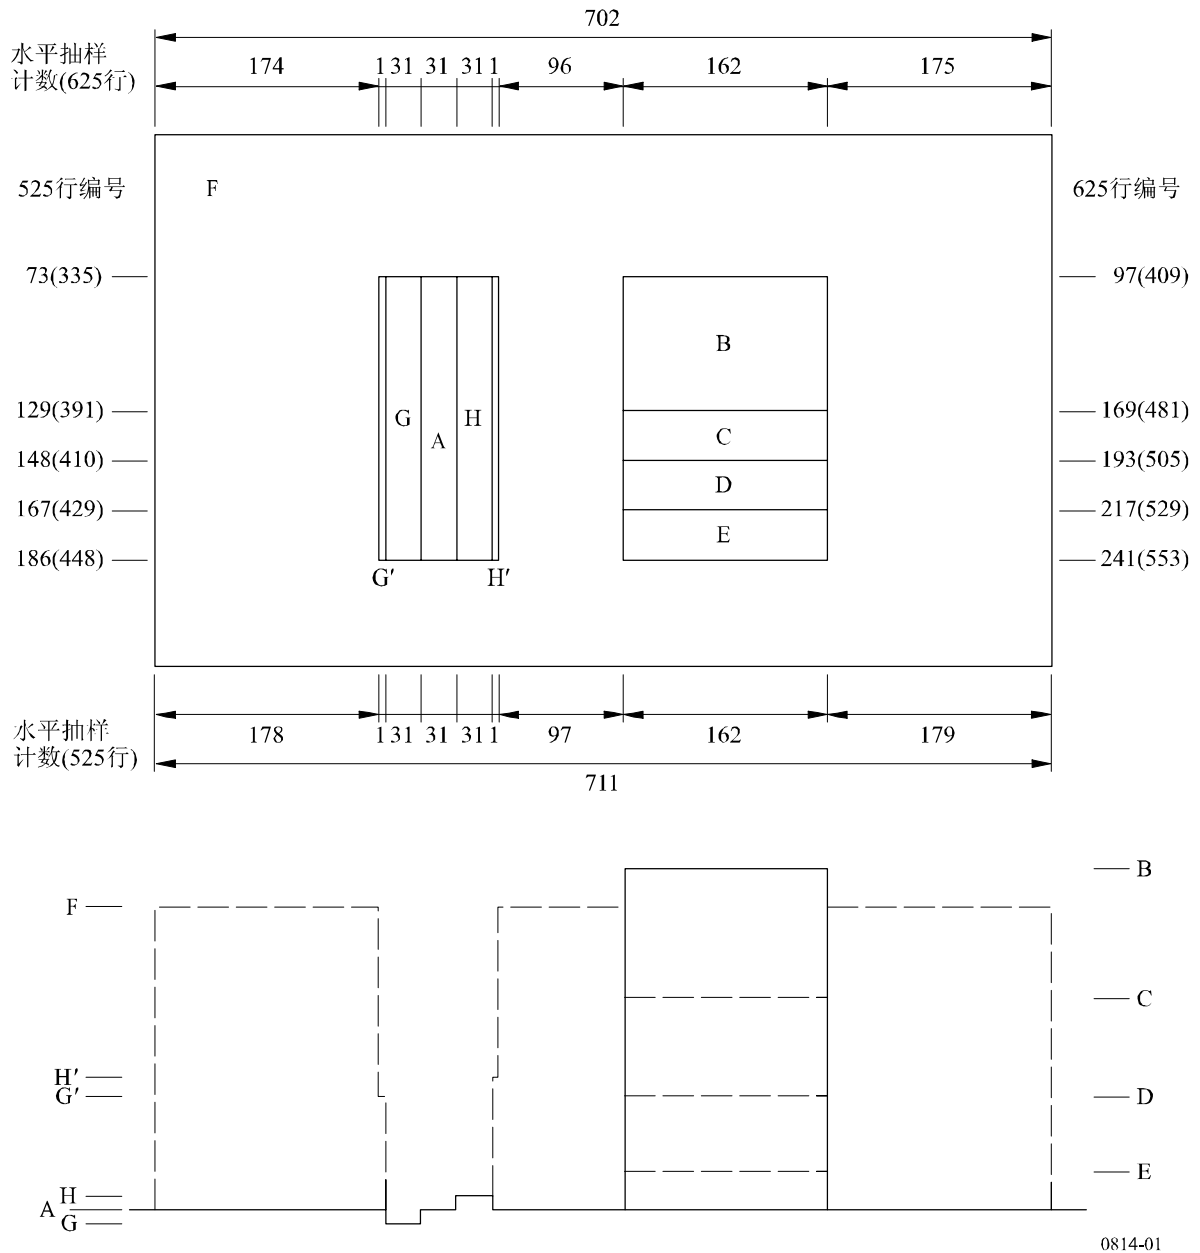 702
水平抽样
计数(625行)
174 1 31 31 31 1 96 162 175
525行编号 F 625行编号
73(335) 97(409)
B
129(391) 169(481)
G H
A C
148(410) 193(505)
D
167(429) 217(529)
E
186(448) 241(553)
G′ H′
水平抽样
计数(525行)
178 1 31 31 31 1 97 162 179
711
B
F
C
H′
G′ D
E
H
A
G
0814-01